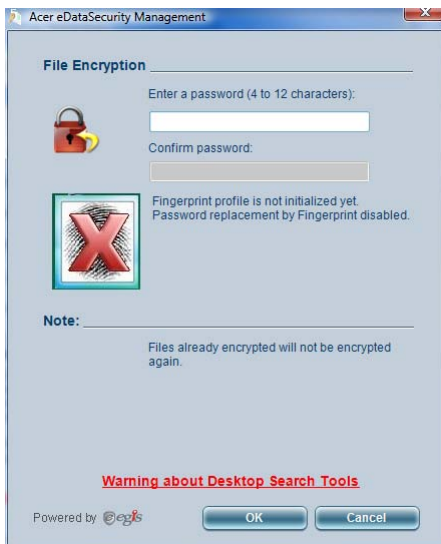 Acer eDataSecurity Management
File Encryption
Enter a password (4 to 12 characters):
Confirm password:
Fingerprint profile is not initialized yet.
Password replacement by Fingerprint disabled.
Note:
Files already encrypted will not be encrypted
again.
Warning about Desktop Search Tools
Powered by egis
OK
Cancel